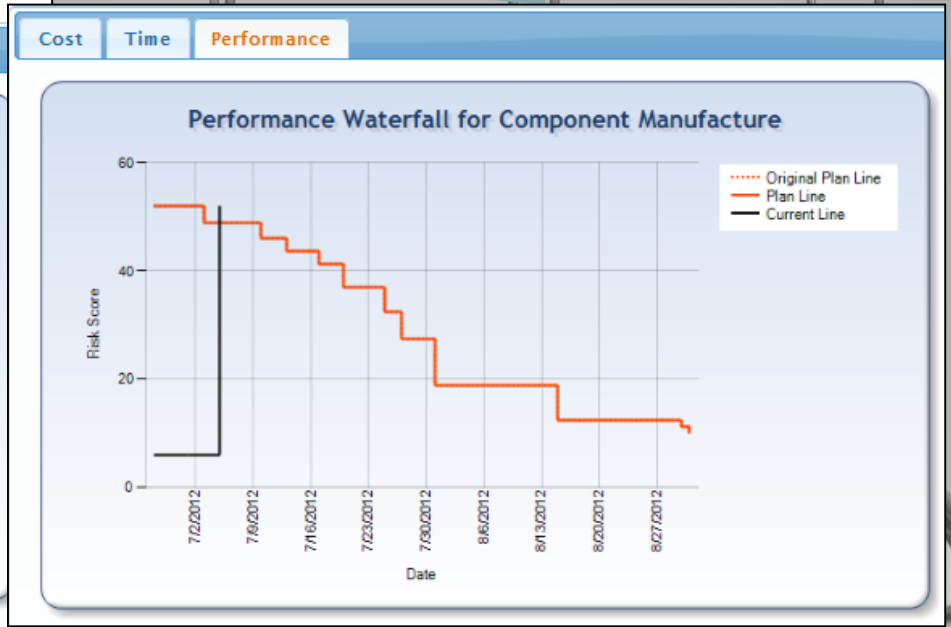 Cost
Time
Performance
Performance Waterfall for Component Manufacture
60
40
20
0
Risk Score
7/2/2012
7/9/2012
7/16/2012
7/23/2012
7/30/2012
8/6/2012
8/13/2012
8/20/2012
8/27/2012
Date
Original Plan Line
Plan Line
Current Line